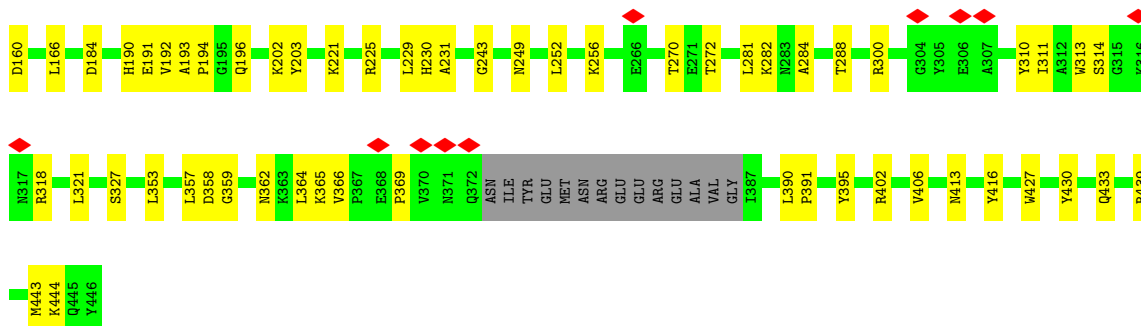 D160 L166 D184 H190 E191 V192 A193 P194 G195 Q196 K202 Y203 K221 R225 L229 H230 A231 G243 N249 L252 K256 E266 T270 E271 T272 L281 K282 N283 A284 T288 R300 G304 Y305 E306 A307 Y310 I311 A312 W313 S314 G315 K316
N317 R318 L321 S327 L353 L357 D358 G359 N362 K363 L364 K365 V366 P367 E368 P369 V370 N371 Q372 ASN ILE TYR GLU MET ASN ARG GLU GLU ARG GLU ALA VAL GLY I387 L390 P391 Y395 R402 V406 N413 Y416 W427 Y430 Q433
M443 K444 Q445 Y446